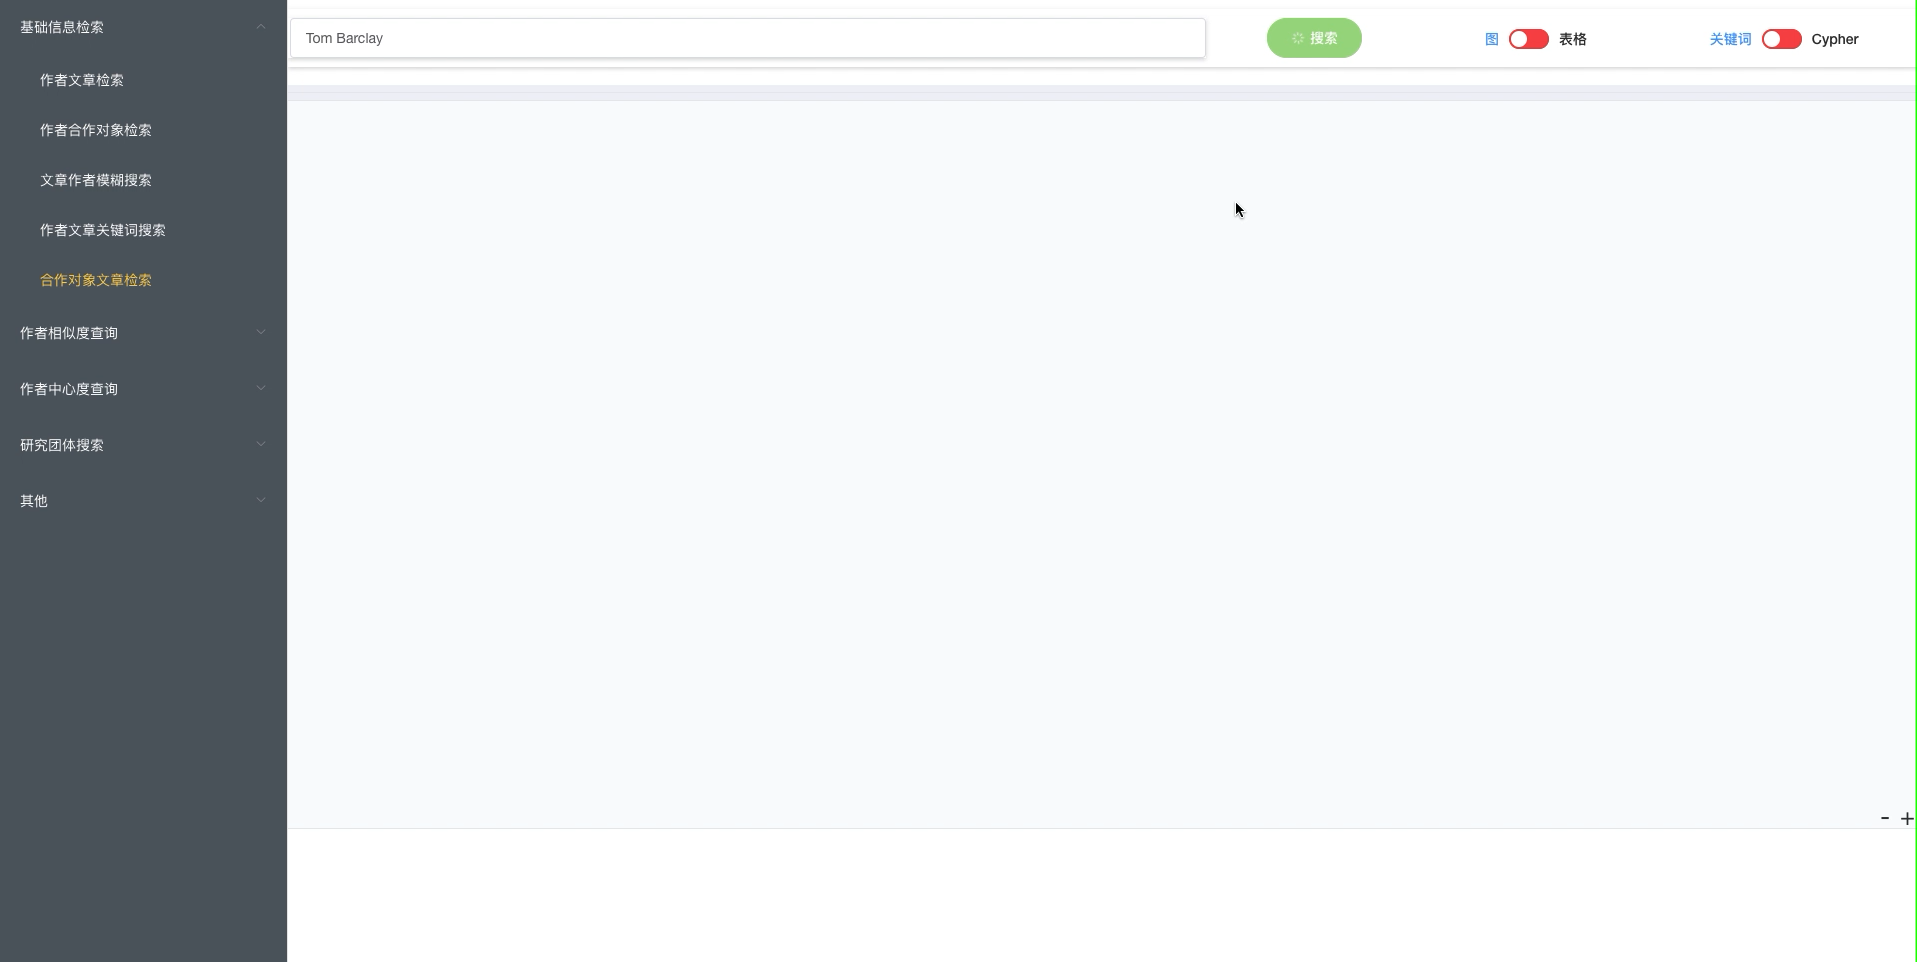 基础信息检索
作者文章检索
作者合作对象检索
文章作者模糊搜索
作者文章关键词搜索
合作对象文章检索
作者相似度查询
作者中心度查询
研究团体搜索
其他
Tom Barclay
搜索
图 表格
关键词 Cypher
- +